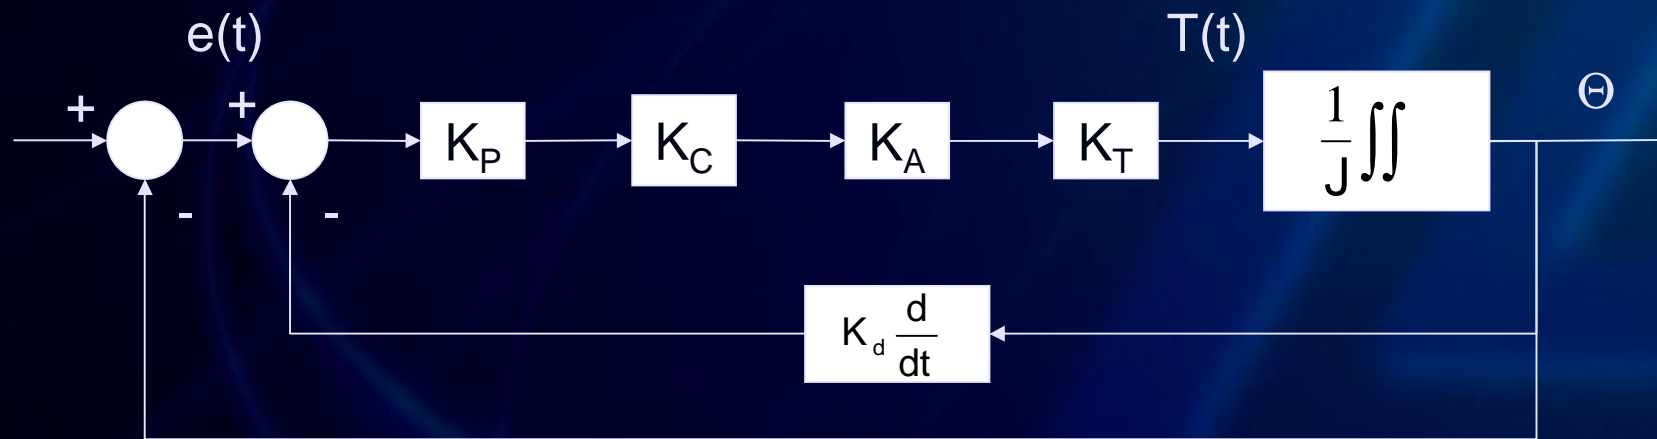 e(t)
T(t)
+
+
K_P
K_C
K_A
K_T
1/J ∬
Θ
-
-
K_d d/dt